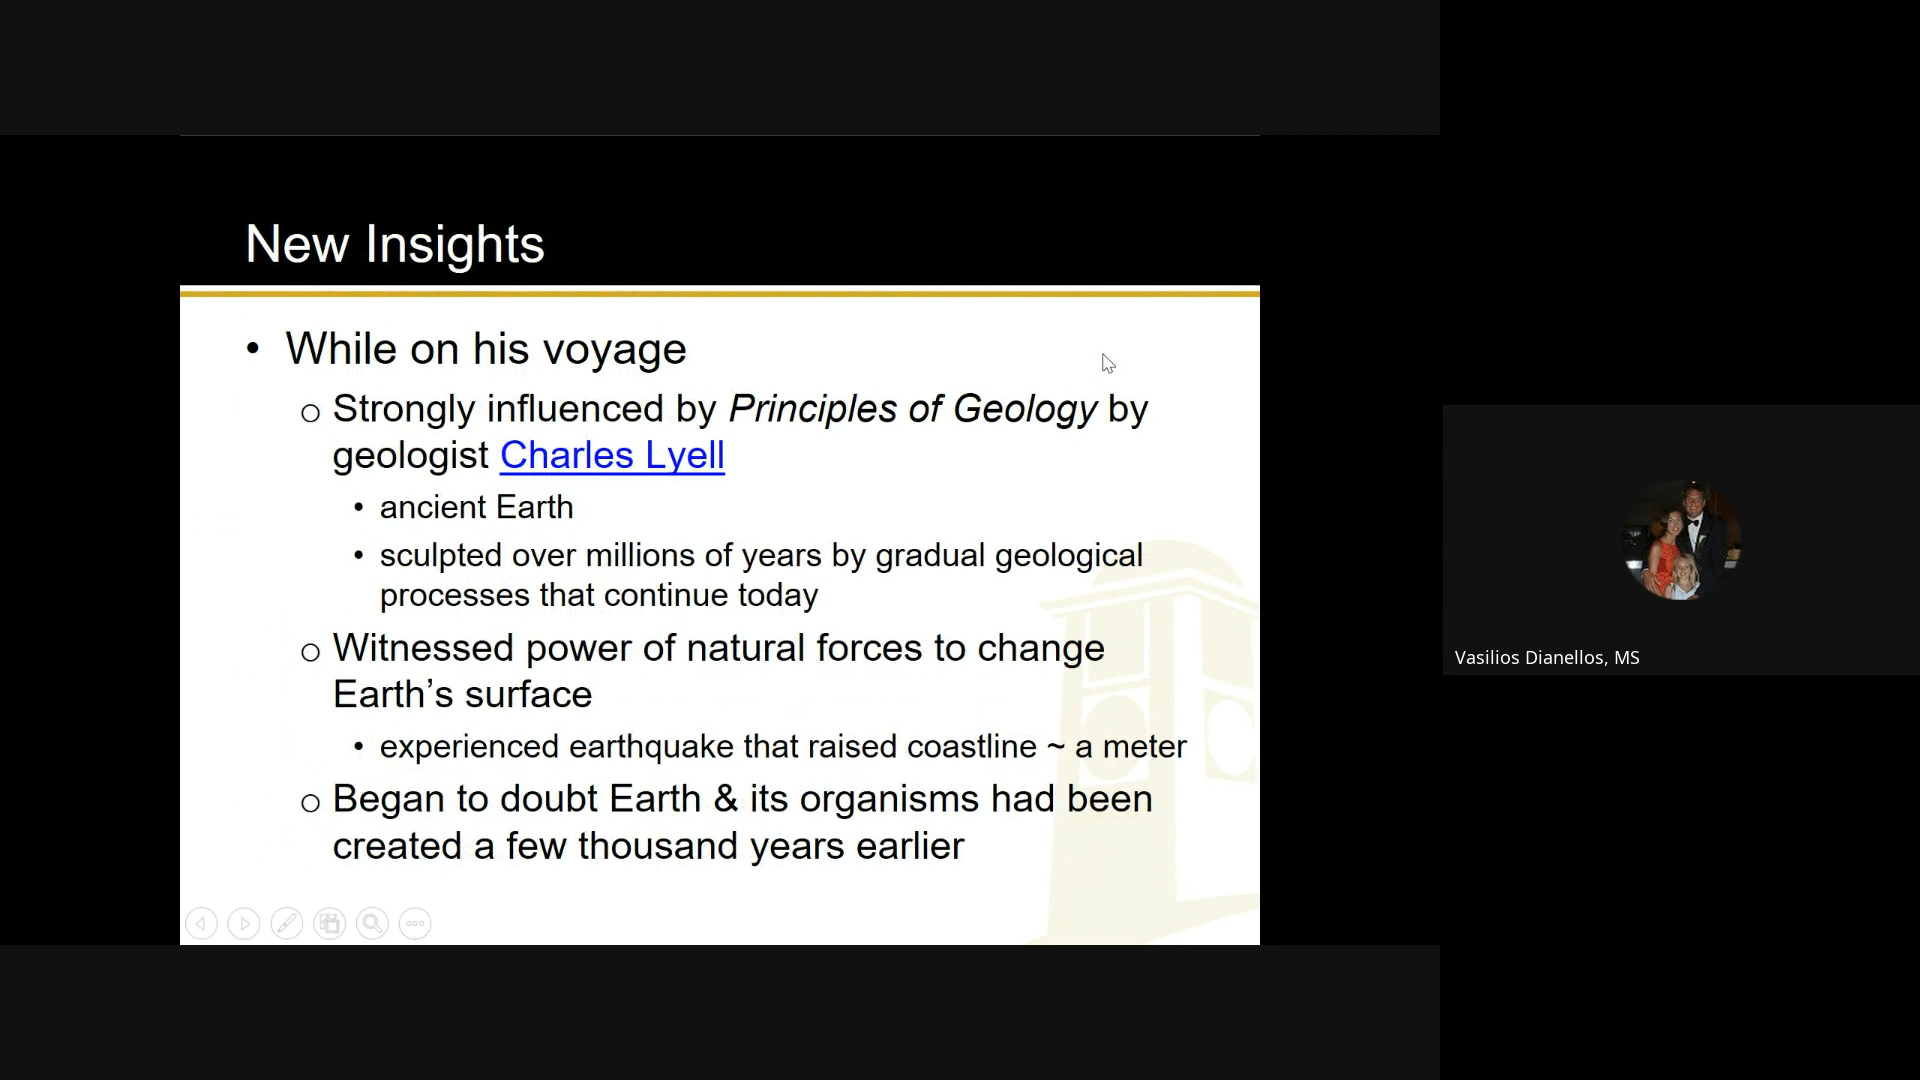 New Insights
• While on his voyage
o Strongly influenced by Principles of Geology by
geologist Charles Lyell
• ancient Earth
• sculpted over millions of years by gradual geological
processes that continue today
o Witnessed power of natural forces to change
Earth’s surface
• experienced earthquake that raised coastline ~ a meter
o Began to doubt Earth & its organisms had been
created a few thousand years earlier
Vasilios Dianellos, MS